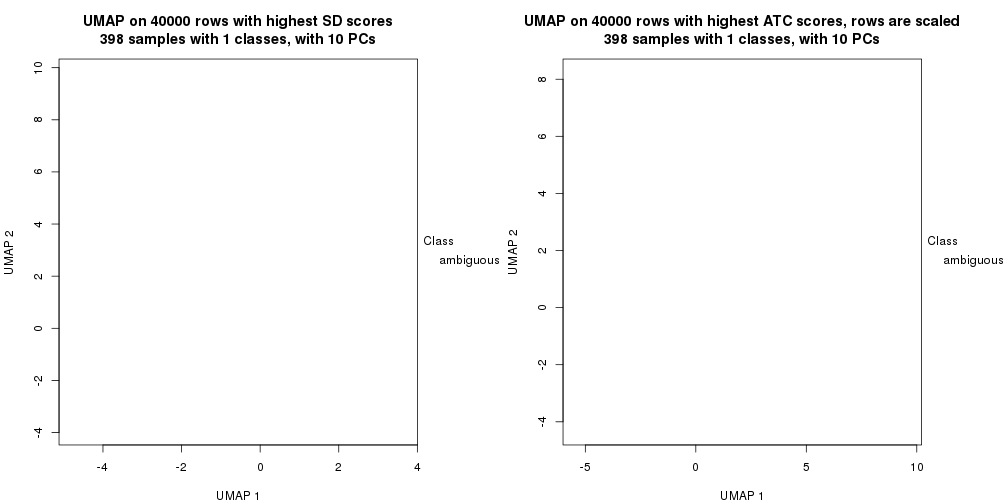 UMAP on 40000 rows with highest SD scores
398 samples with 1 classes, with 10 PCs
10
8
6
4
2
0
-2
-4
UMAP 2
-4
-2
0
2
4
UMAP 1
Class
ambiguous
UMAP on 40000 rows with highest ATC scores, rows are scaled
398 samples with 1 classes, with 10 PCs
8
6
4
2
0
-2
-4
UMAP 2
-5
0
5
10
UMAP 1
Class
ambiguous